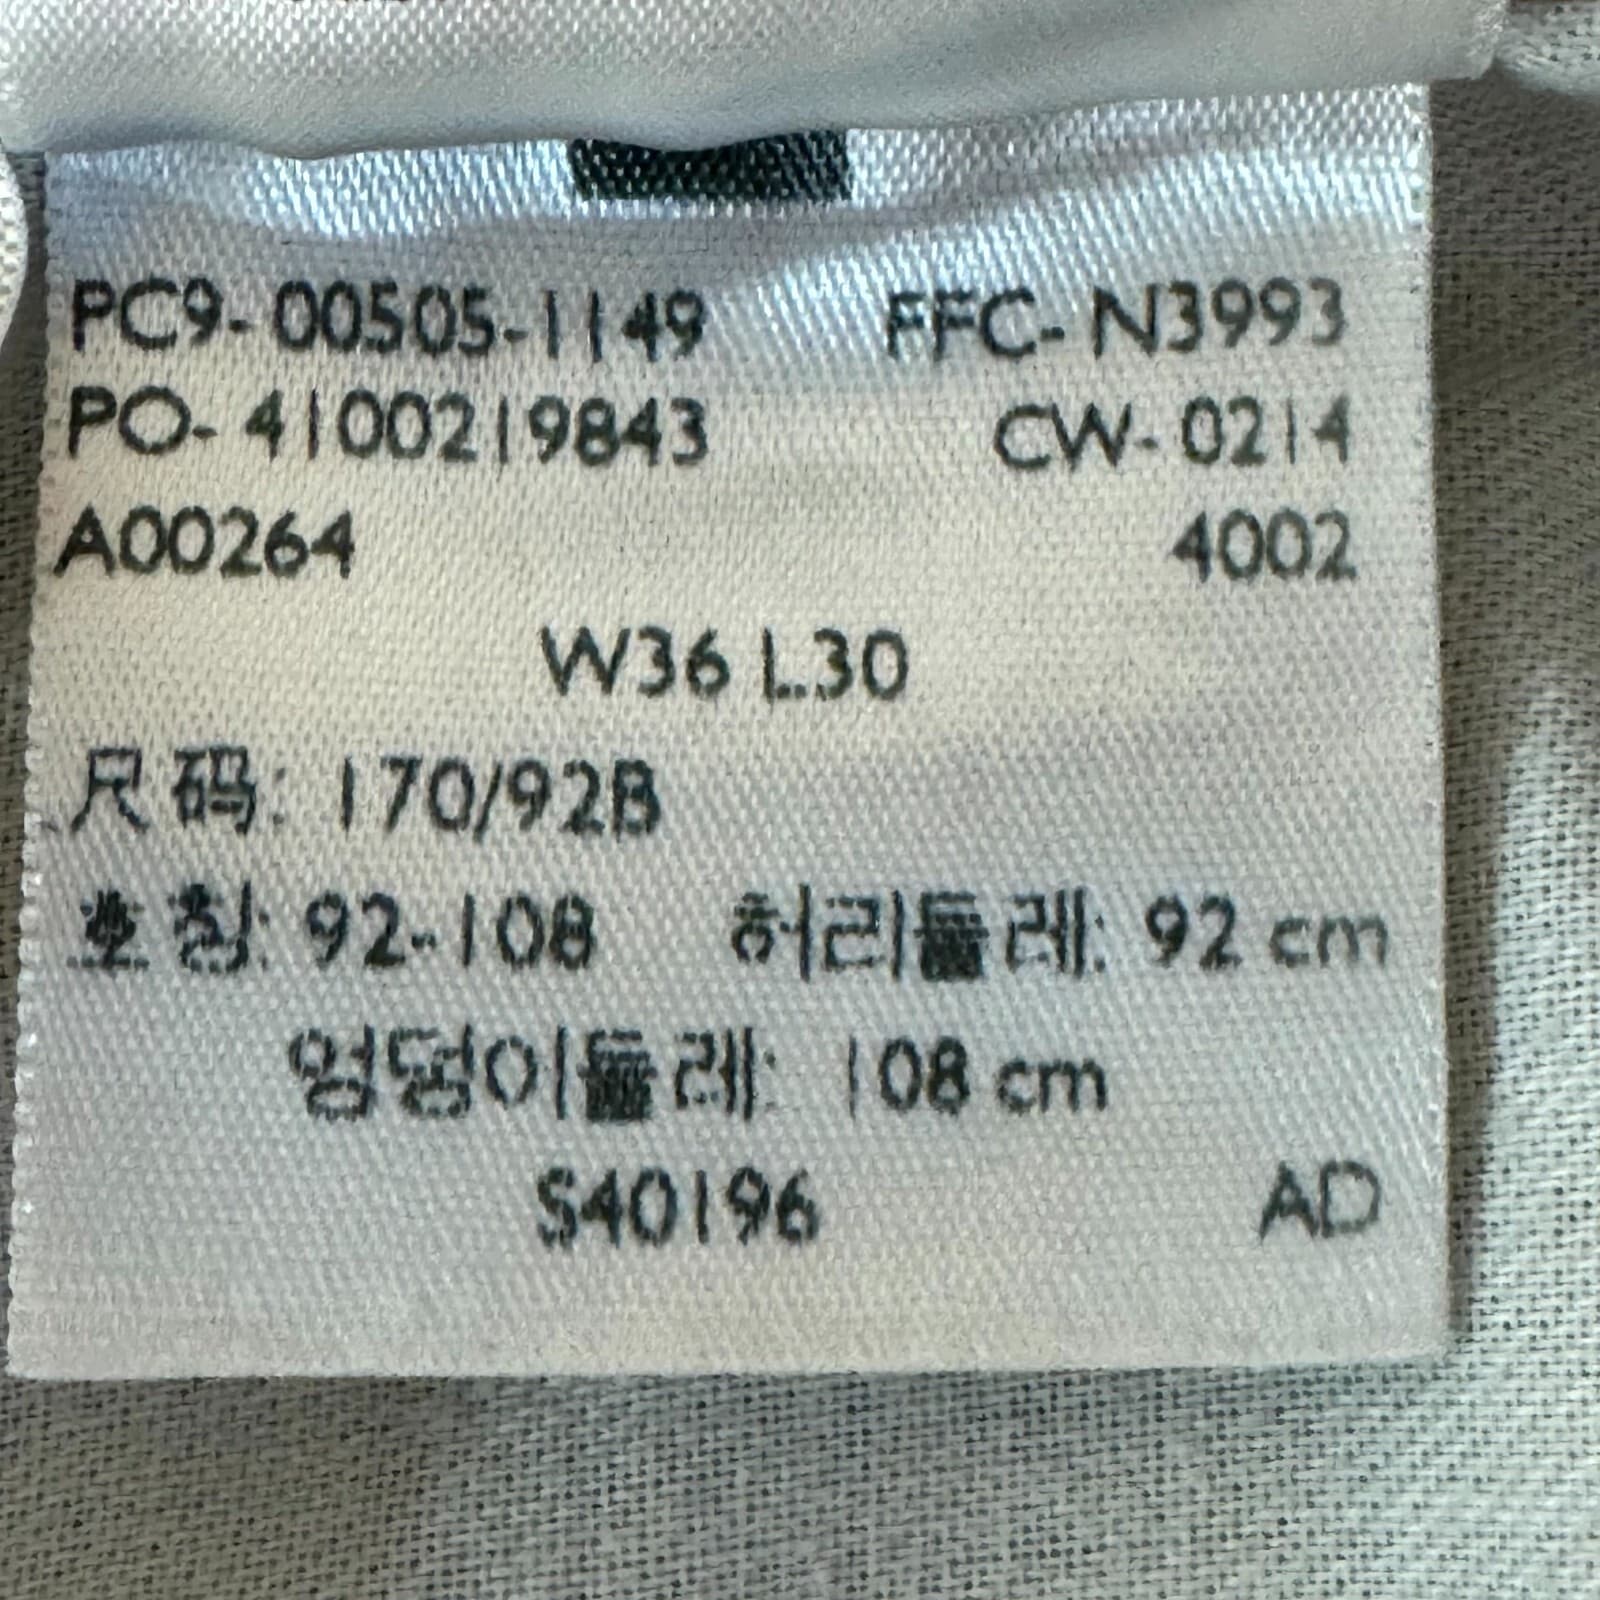 PC9-00505-1149 FFC-N3993
PO-4100219843 CW-0214
A00264 4002
W36 L30
尺码: 170/92B
호칭: 92-108 허리둘레: 92 cm
엉덩이둘레: 108 cm
S40196 AD